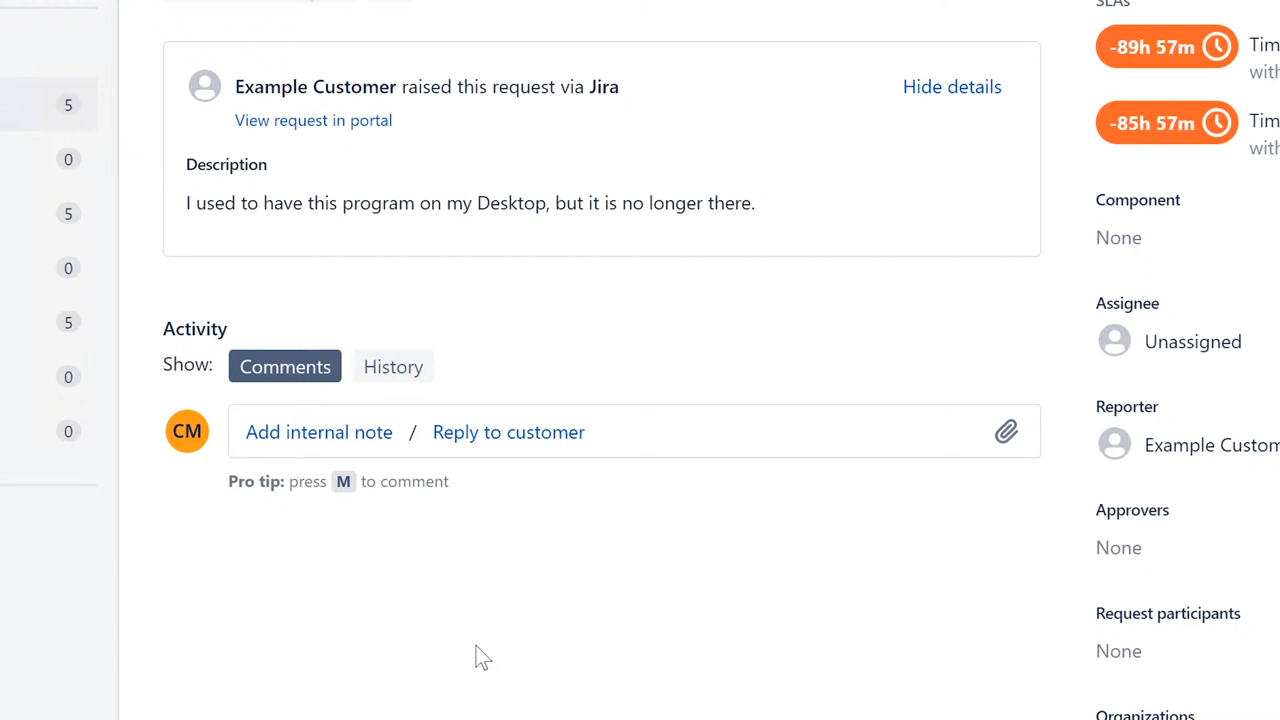 SLAs
5
0
5
0
5
0
0
Example Customer raised this request via Jira
Hide details
View request in portal
Description
I used to have this program on my Desktop, but it is no longer there.
Activity
Show: Comments History
CM Add internal note / Reply to customer
Pro tip: press M to comment
-89h 57m Tim
with
-85h 57m Tim
with
Component
None
Assignee
Unassigned
Reporter
Example Custom
Approvers
None
Request participants
None
Organizations